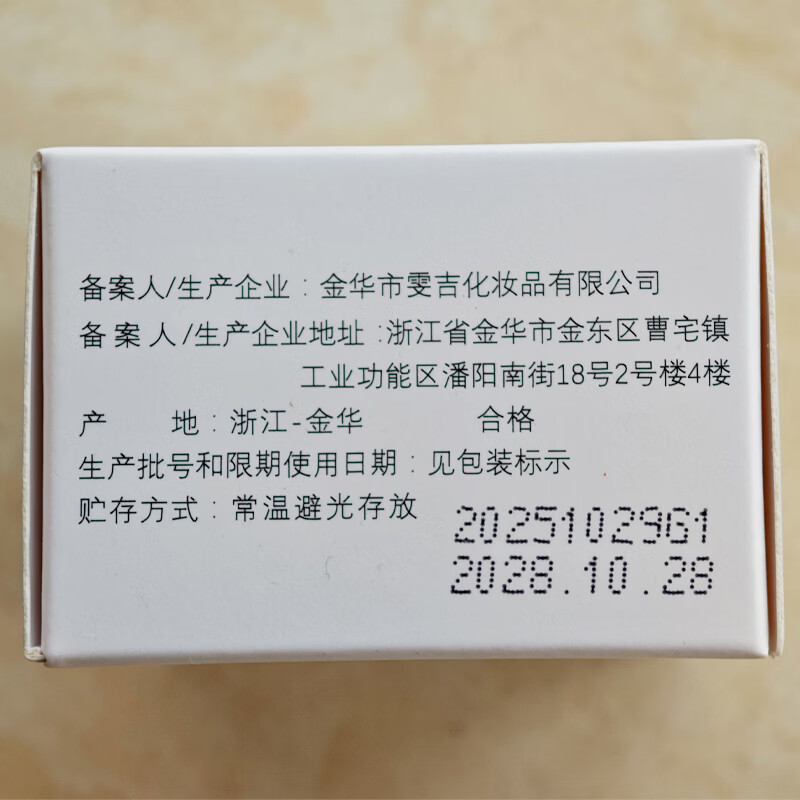 备案人/生产企业：金华市雯吉化妆品有限公司
备案人/生产企业地址：浙江省金华市金东区曹宅镇
工业功能区潘阳南街18号2号楼4楼
产 地：浙江-金华 合格
生产批号和限期使用日期：见包装标示
贮存方式：常温避光存放
2025102961
2028.10.28